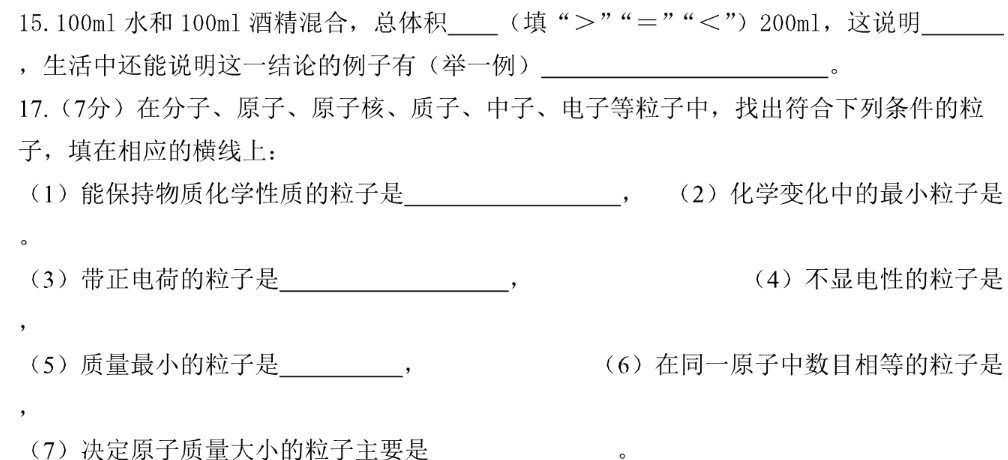 15.100ml 水和 100ml 酒精混合，总体积____（填“＞”“＝”“＜”）200ml，这说明_______
，生活中还能说明这一结论的例子有（举一例）_______________________。
17.（7分）在分子、原子、原子核、质子、中子、电子等粒子中，找出符合下列条件的粒
子，填在相应的横线上：
（1）能保持物质化学性质的粒子是_________________， （2）化学变化中的最小粒子是
。
（3）带正电荷的粒子是__________________， （4）不显电性的粒子是
，
（5）质量最小的粒子是__________， （6）在同一原子中数目相等的粒子是
，
（7）决定原子质量大小的粒子主要是 。